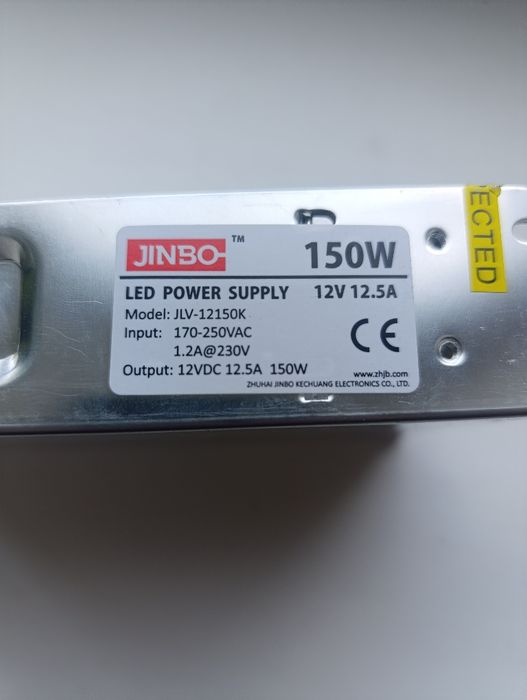 JINBO™
150W
LED POWER SUPPLY 12V 12.5A
Model: JLV-12150K
Input: 170-250VAC
1.2A@230V
CE
Output: 12VDC 12.5A 150W
www.zhjb.com
ZHUHAI JINBO KECHUANG ELECTRONICS CO., LTD.
ECTED